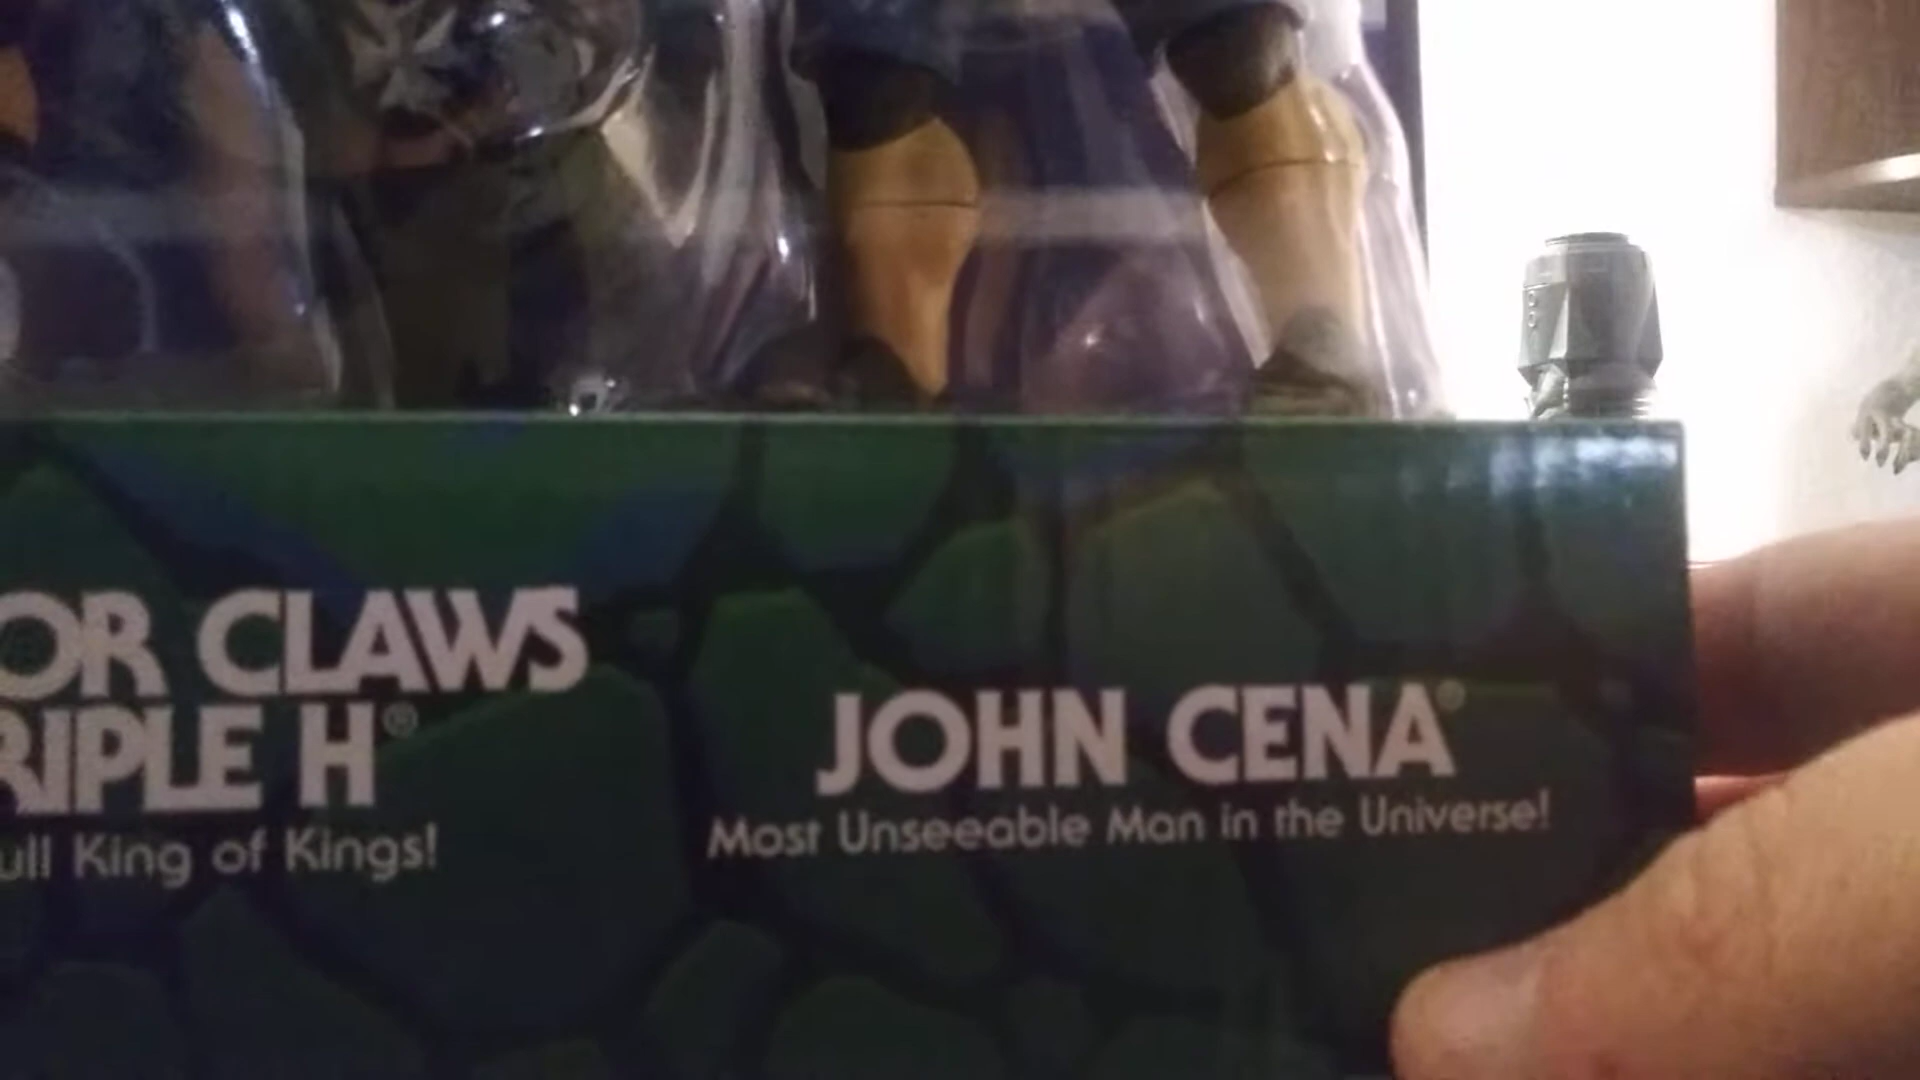 OR CLAWS
RIPLE H®
ull King of Kings!
JOHN CENA®
Most Unseeable Man in the Universe!